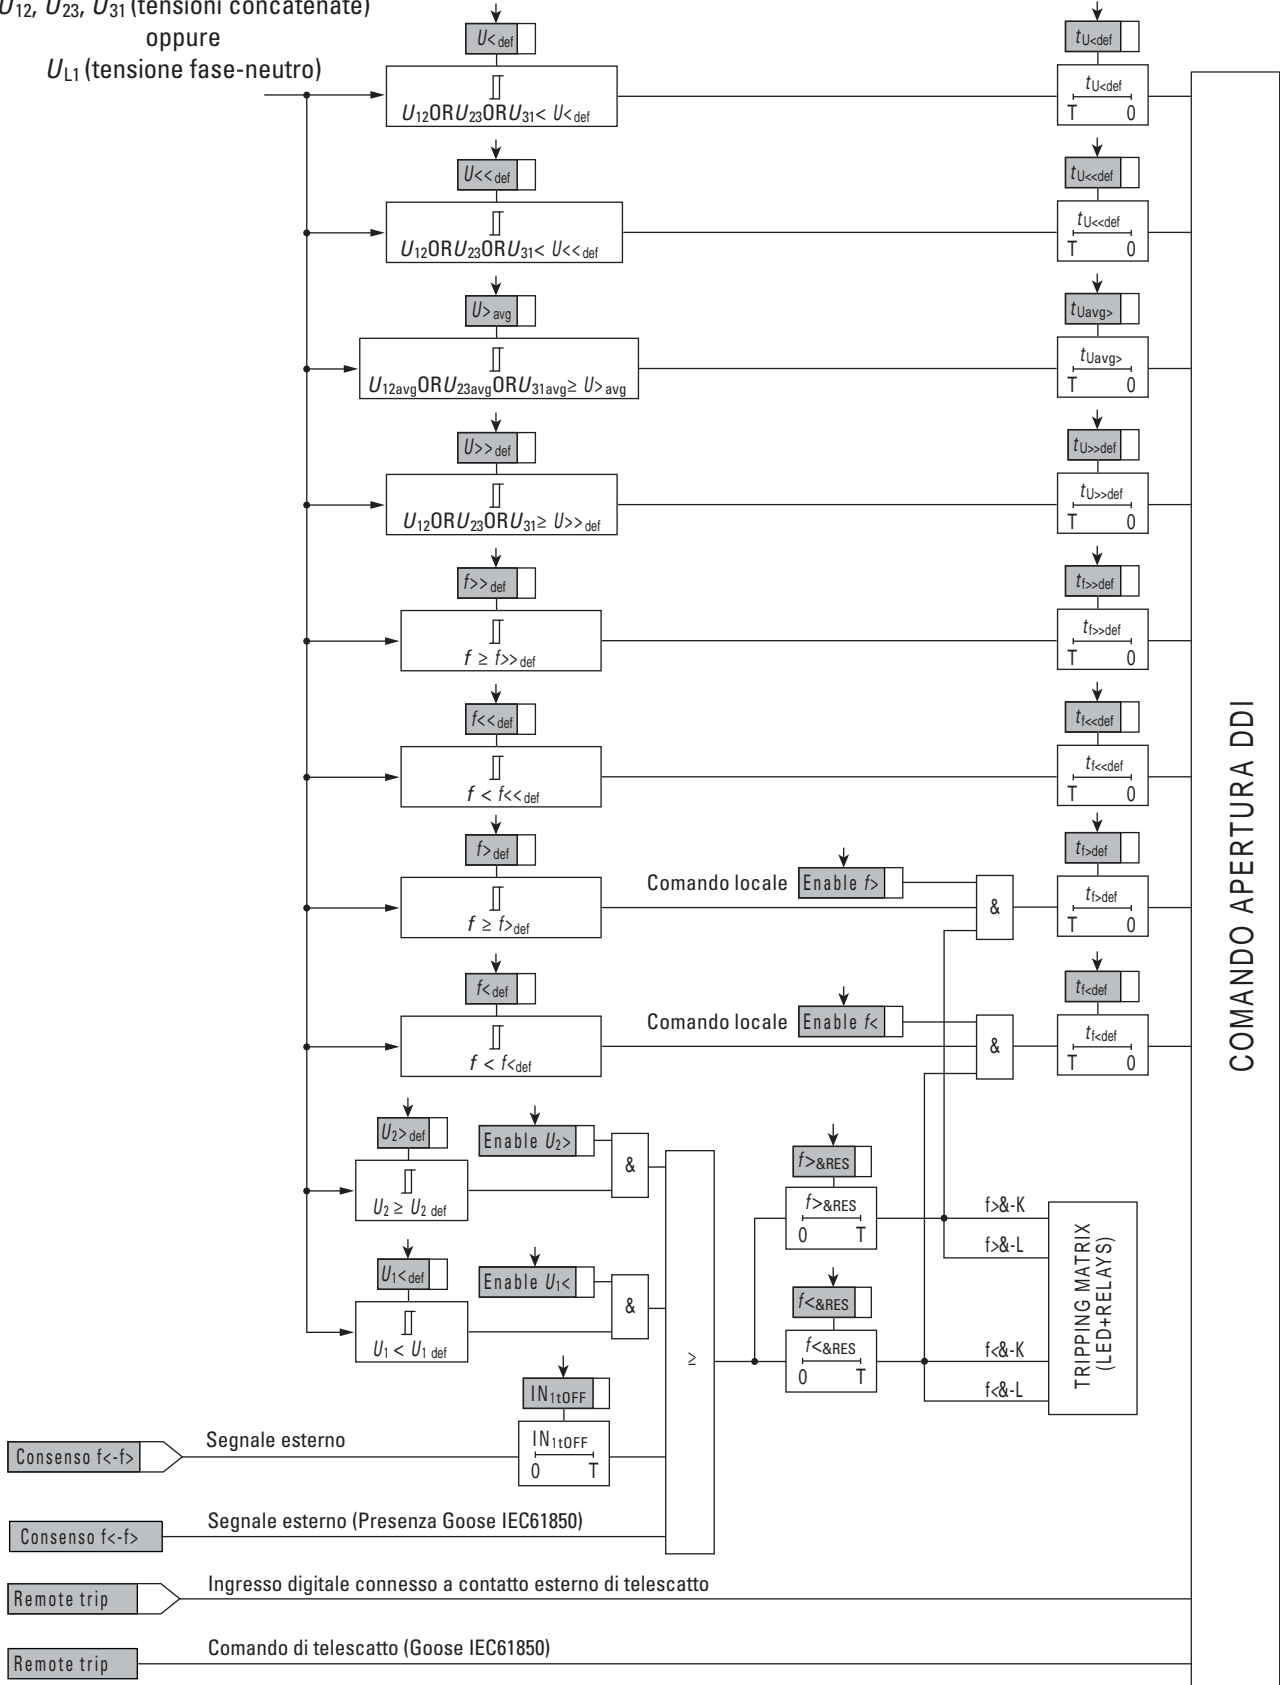 U12, U23, U31 (tensioni concatenate)
oppure
UL1 (tensione fase-neutro)
U<def
U12ORU23ORU31< U<def
tU<def
tU<def
T 0
U<<def
U12ORU23ORU31< U<<def
tU<<def
tU<<def
T 0
U>avg
U12avgORU23avgORU31avg≥ U>avg
tUavg>
tUavg>
T 0
U>>def
U12ORU23ORU31≥ U>>def
tU>>def
tU>>def
T 0
f>>def
f ≥ f>>def
tf>>def
tf>>def
T 0
f<<def
f < f<<def
tf<<def
tf<<def
T 0
f>def
f ≥ f>def
Comando locale
Enable f>
&
tf>def
tf>def
T 0
f<def
f < f<def
Comando locale
Enable f<
&
tf<def
tf<def
T 0
COMANDO APERTURA DDI
U2>def
U2 ≥ U2 def
Enable U2>
&
U1<def
U1 < U1 def
Enable U1<
&
≥
f>&RES
f>&RES
0 T
f<&RES
f<&RES
0 T
f>&-K
f>&-L
f<&-K
f<&-L
TRIPPING MATRIX
(LED+RELAYS)
IN1tOFF
IN1tOFF
0 T
Consenso f<-f>
Segnale esterno
Consenso f<-f>
Segnale esterno (Presenza Goose IEC61850)
Remote trip
Ingresso digitale connesso a contatto esterno di telescatto
Remote trip
Comando di telescatto (Goose IEC61850)